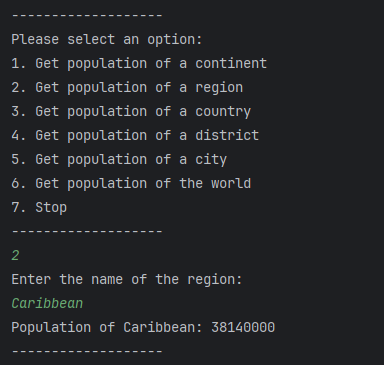 -------------------
Please select an option:
1. Get population of a continent
2. Get population of a region
3. Get population of a country
4. Get population of a district
5. Get population of a city
6. Get population of the world
7. Stop
-------------------
2
Enter the name of the region:
Caribbean
Population of Caribbean: 38140000
-------------------